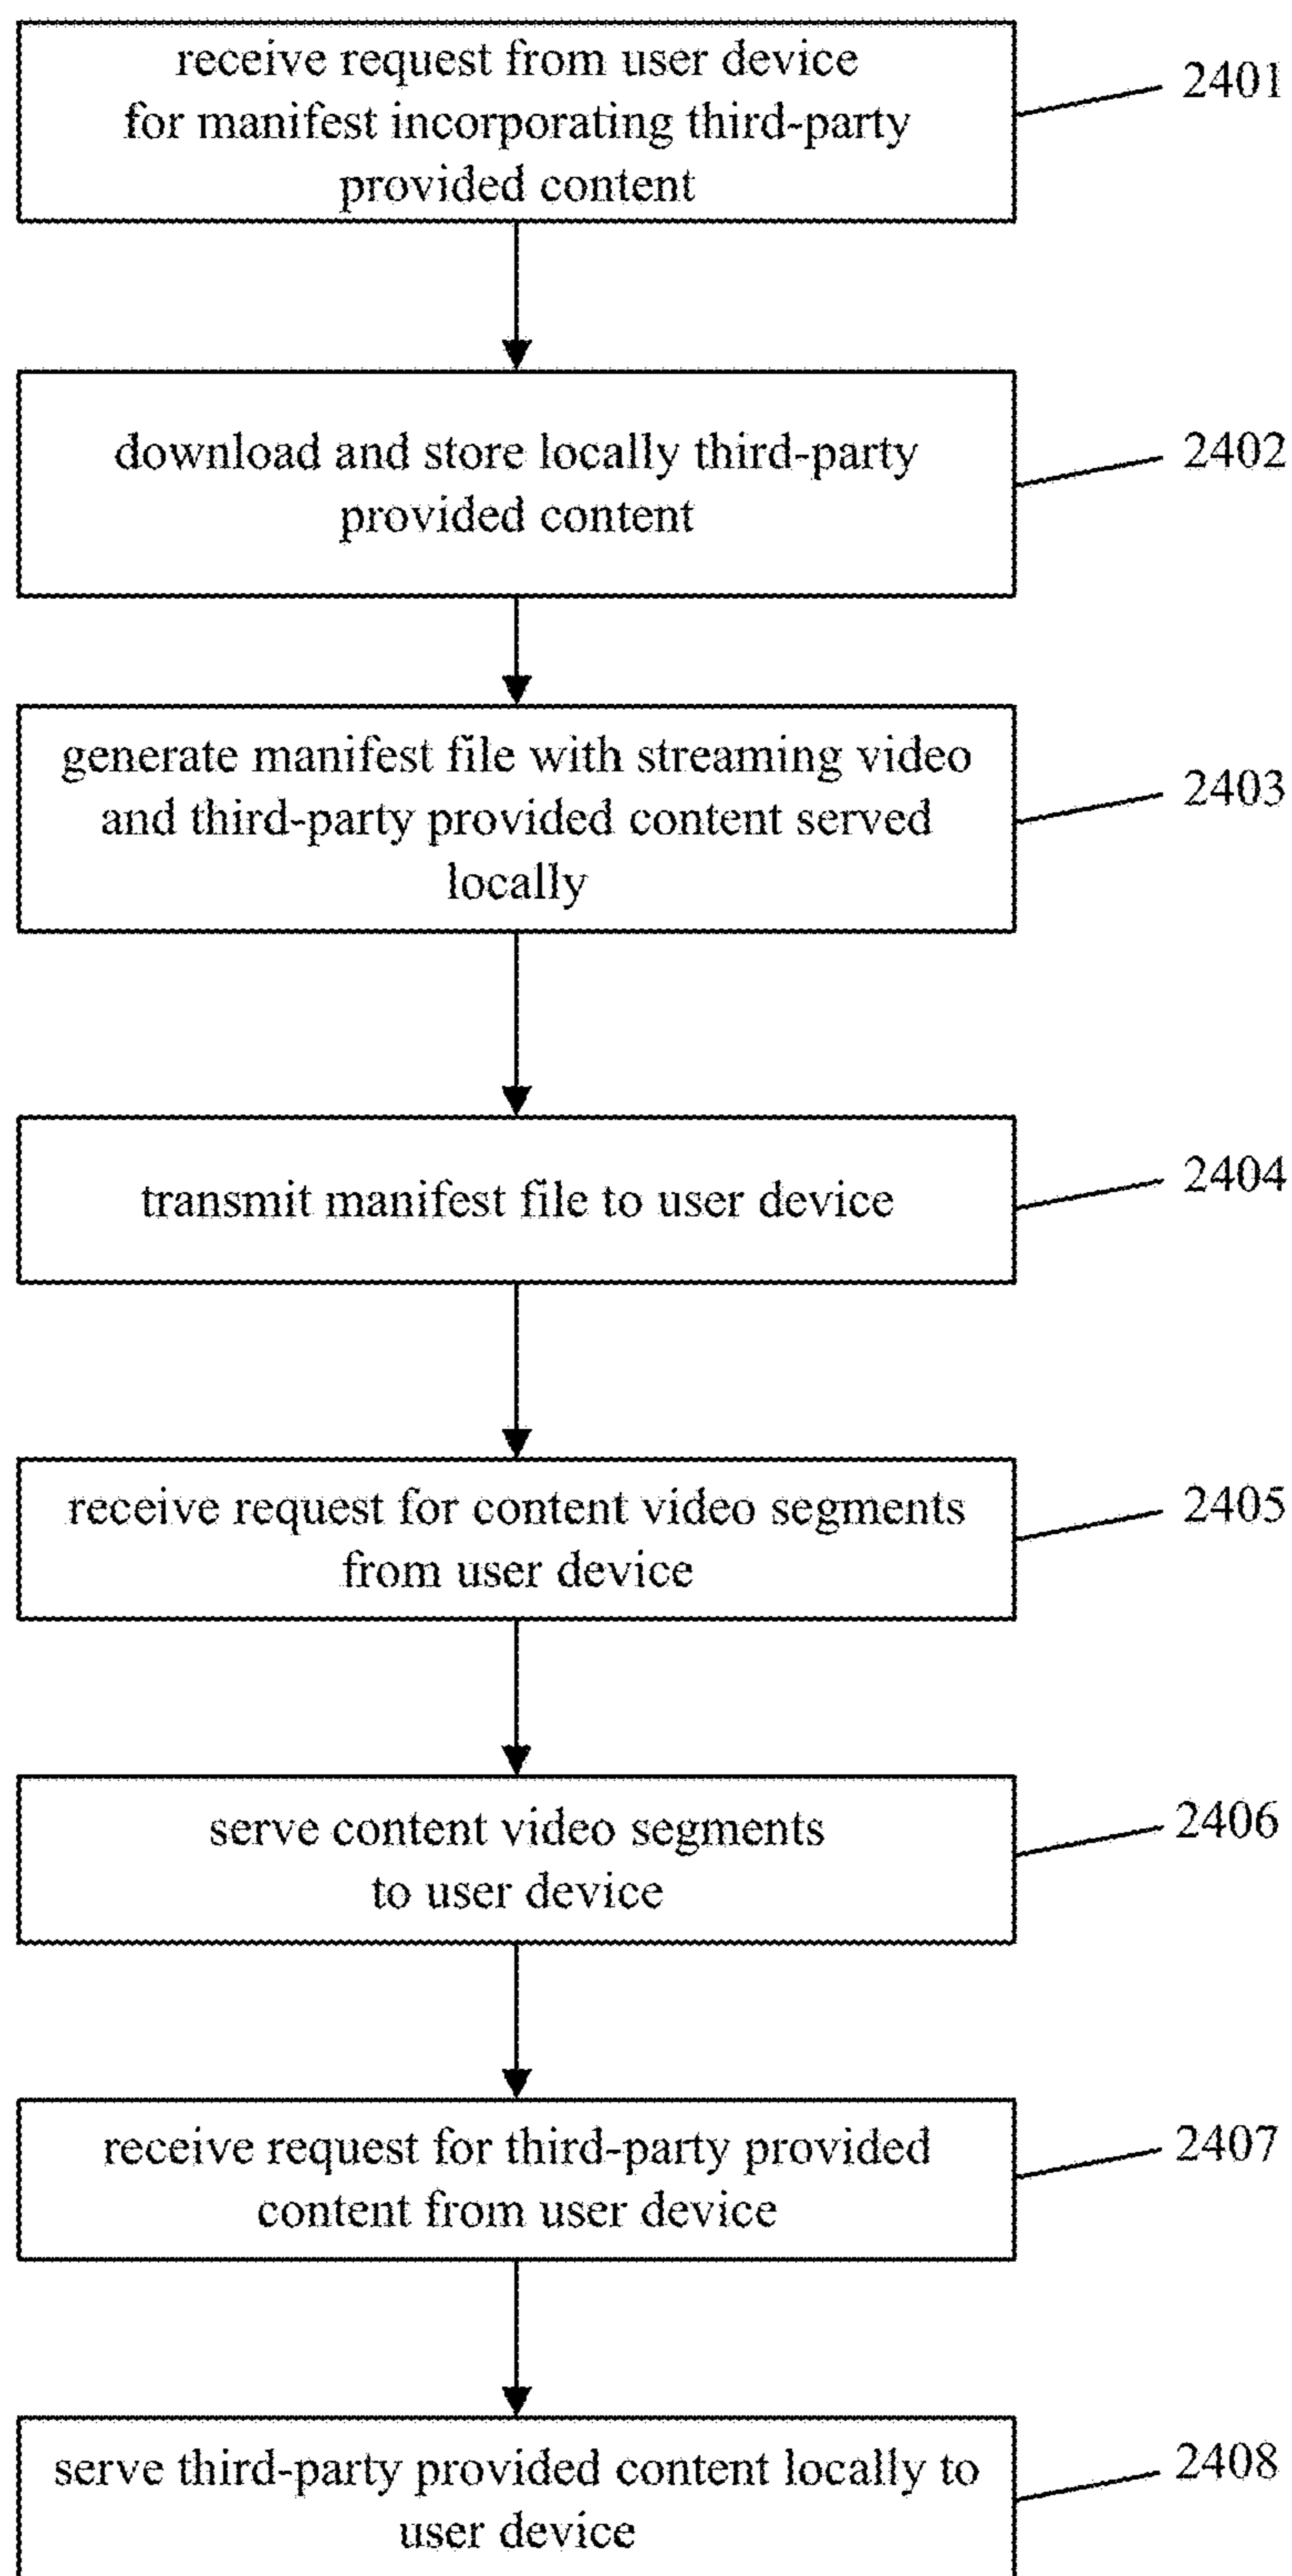 receive request from user device
for manifest incorporating third-party
provided content
2401
download and store locally third-party
provided content
2402
generate manifest file with streaming video
and third-party provided content served
locally
2403
transmit manifest file to user device
2404
receive request for content video segments
from user device
2405
serve content video segments
to user device
2406
receive request for third-party provided
content from user device
2407
serve third-party provided content locally to
user device
2408